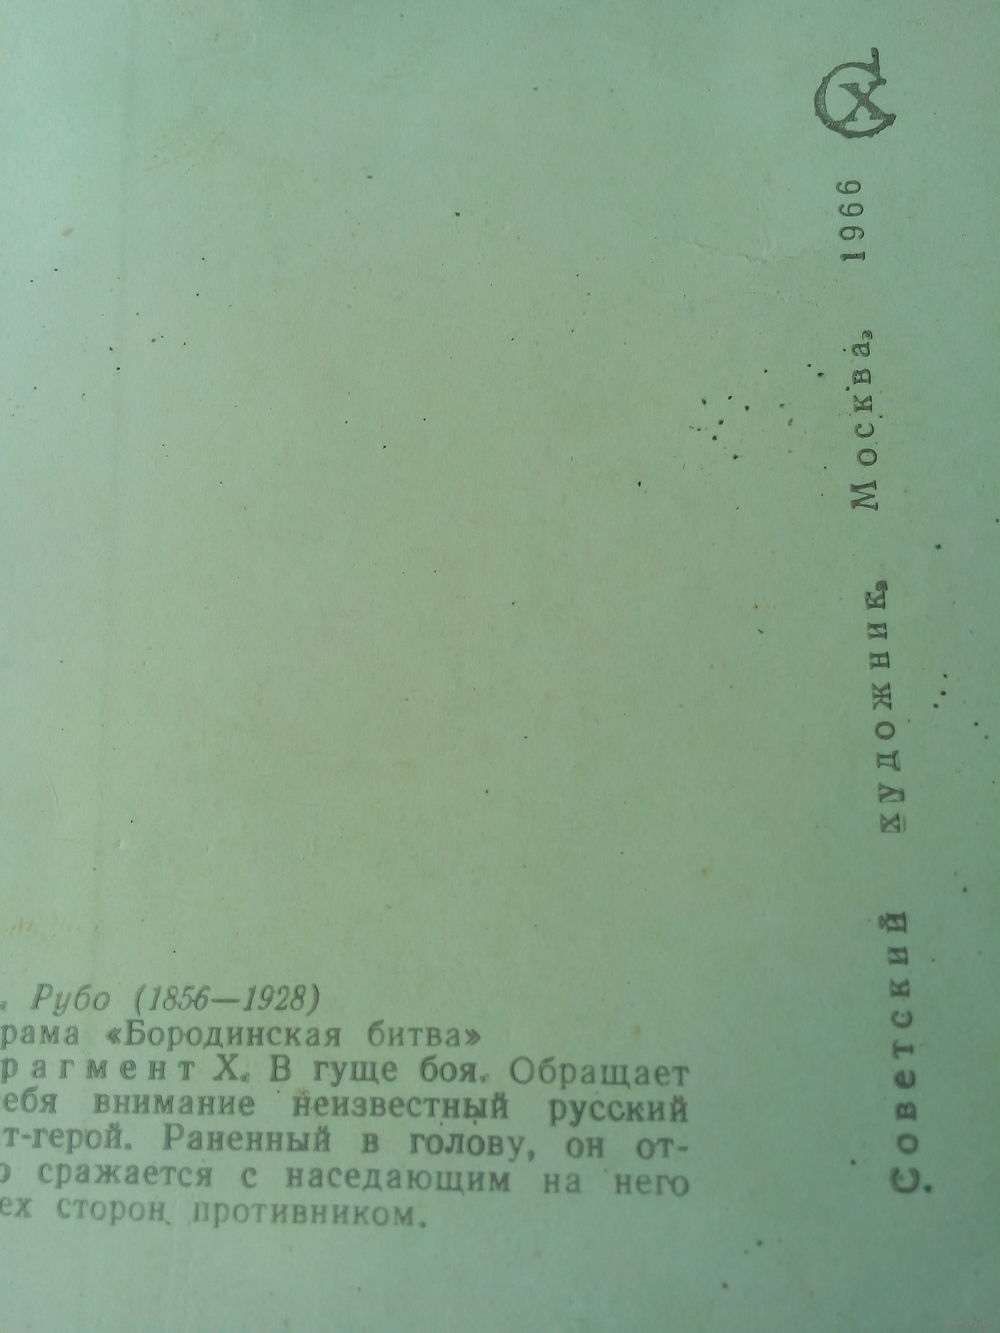 . Рубо (1856—1928)
рама «Бородинская битва»
рагмент X. В гуще боя. Обращает
ебя внимание неизвестный русский
т-герой. Раненный в голову, он от-
о сражается с наседающим на него
ех сторон противником.
Советский художник, Москва, 1966
СХ